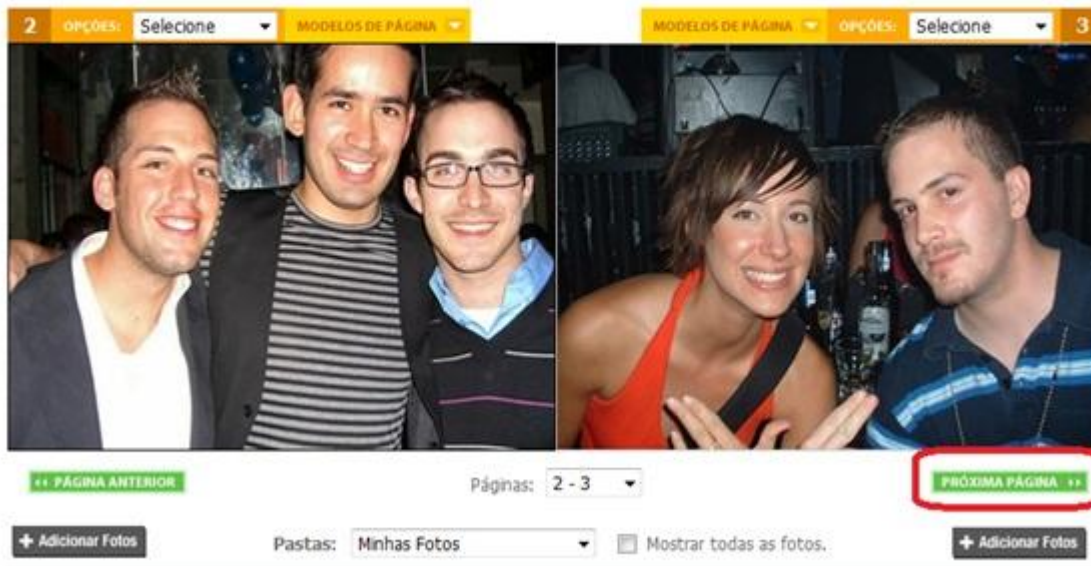 2 OPÇÕES: Selecione MODELOS DE PÁGINA MODELOS DE PÁGINA OPÇÕES: Selecione 3
PÁGINA ANTERIOR Páginas: 2 - 3 PRÓXIMA PÁGINA
+ Adicionar Fotos Pastas: Minhas Fotos Mostrar todas as fotos. + Adicionar Fotos